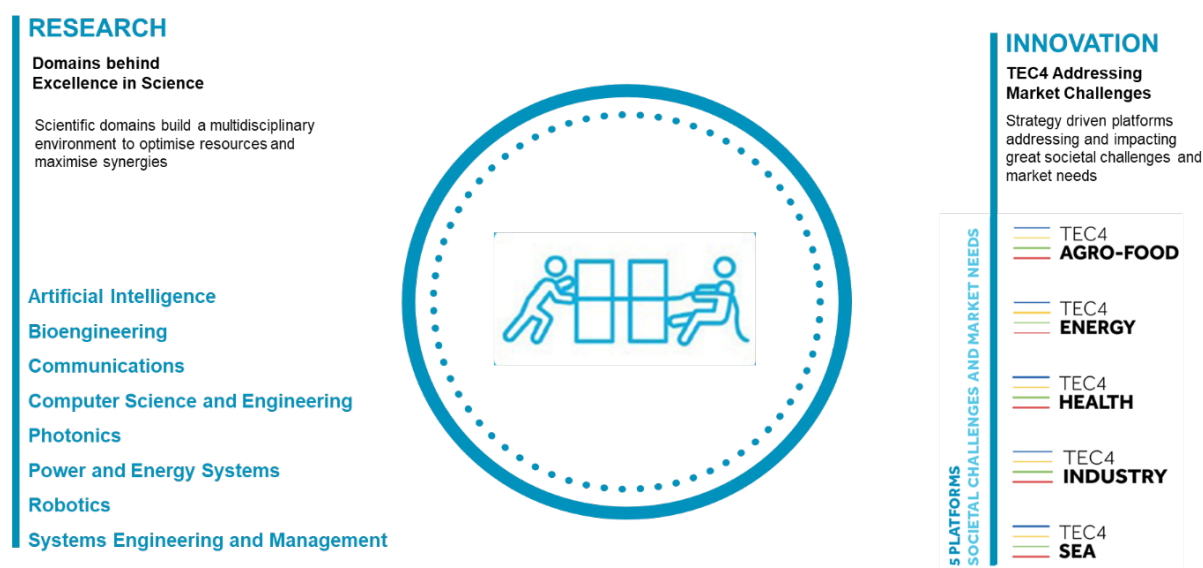 RESEARCH
Domains behind
Excellence in Science
Scientific domains build a multidisciplinary
environment to optimise resources and
maximise synergies
Artificial Intelligence
Bioengineering
Communications
Computer Science and Engineering
Photonics
Power and Energy Systems
Robotics
Systems Engineering and Management
INNOVATION
TEC4 Addressing
Market Challenges
Strategy driven platforms
addressing and impacting
great societal challenges and
market needs
5 PLATFORMS
SOCIETAL CHALLENGES AND MARKET NEEDS
TEC4
AGRO-FOOD
TEC4
ENERGY
TEC4
HEALTH
TEC4
INDUSTRY
TEC4
SEA